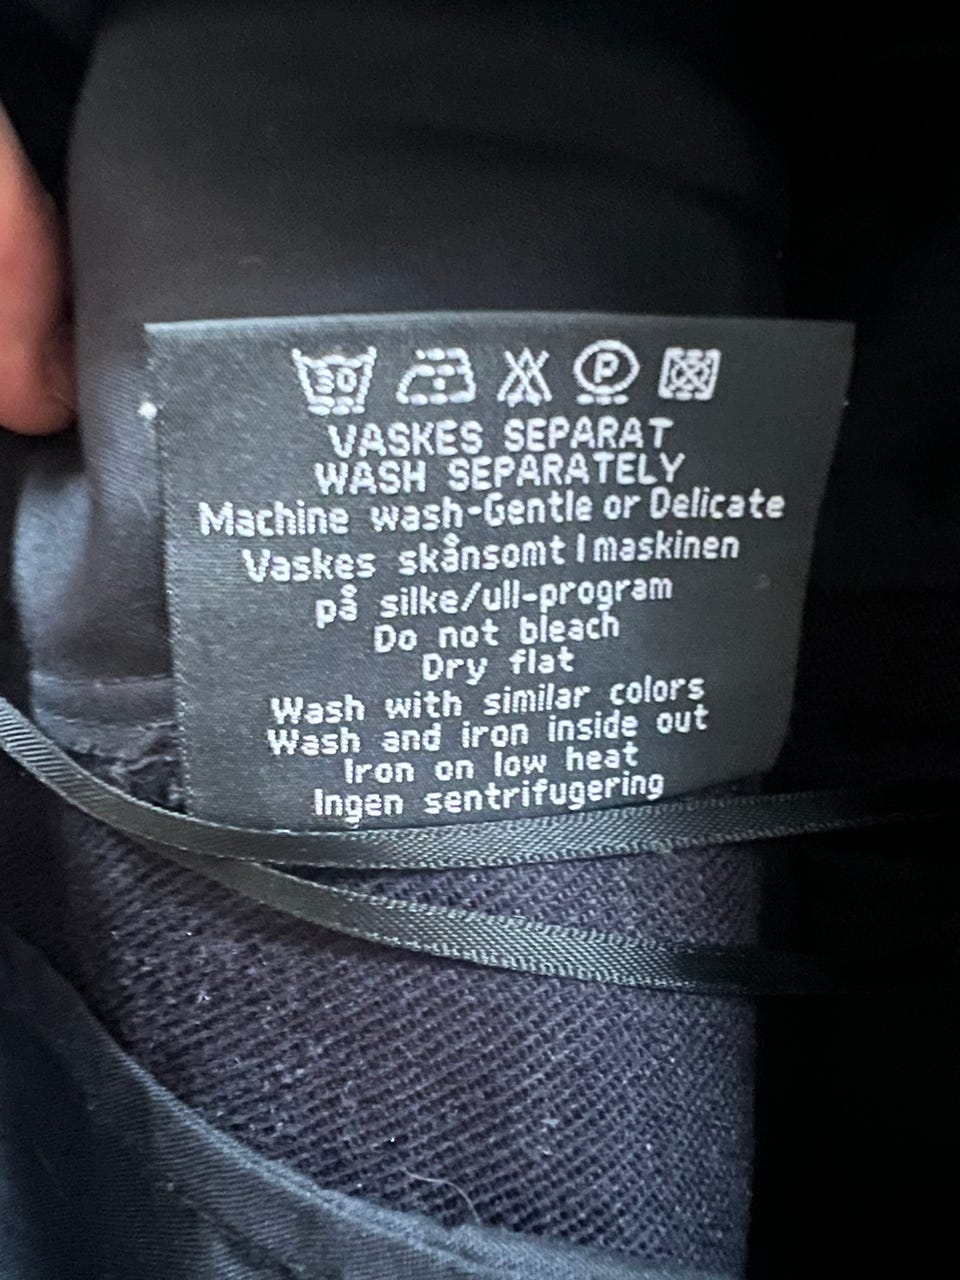 30
P
VASKES SEPARAT
WASH SEPARATELY
Machine wash-Gentle or Delicate
Vaskes skånsomt I maskinen
på silke/ull-program
Do not bleach
Dry flat
Wash with similar colors
Wash and iron inside out
Iron on low heat
Ingen sentrifugering